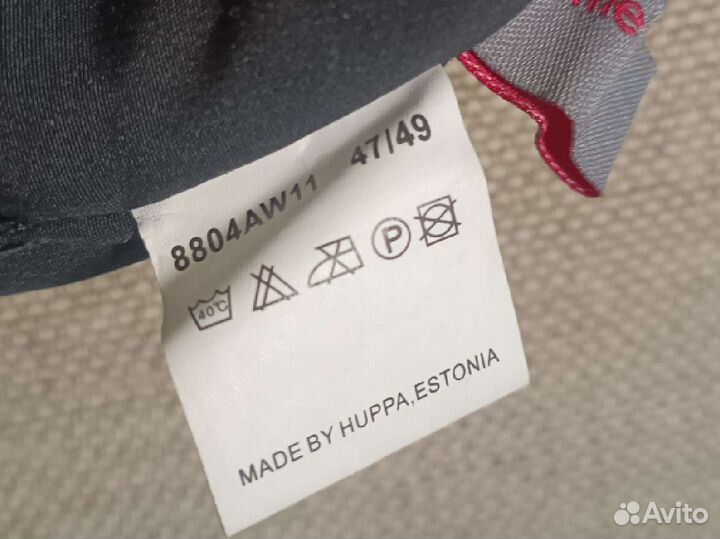 8804AW11 47/49
40°C P
MADE BY HUPPA,ESTONIA
Avito